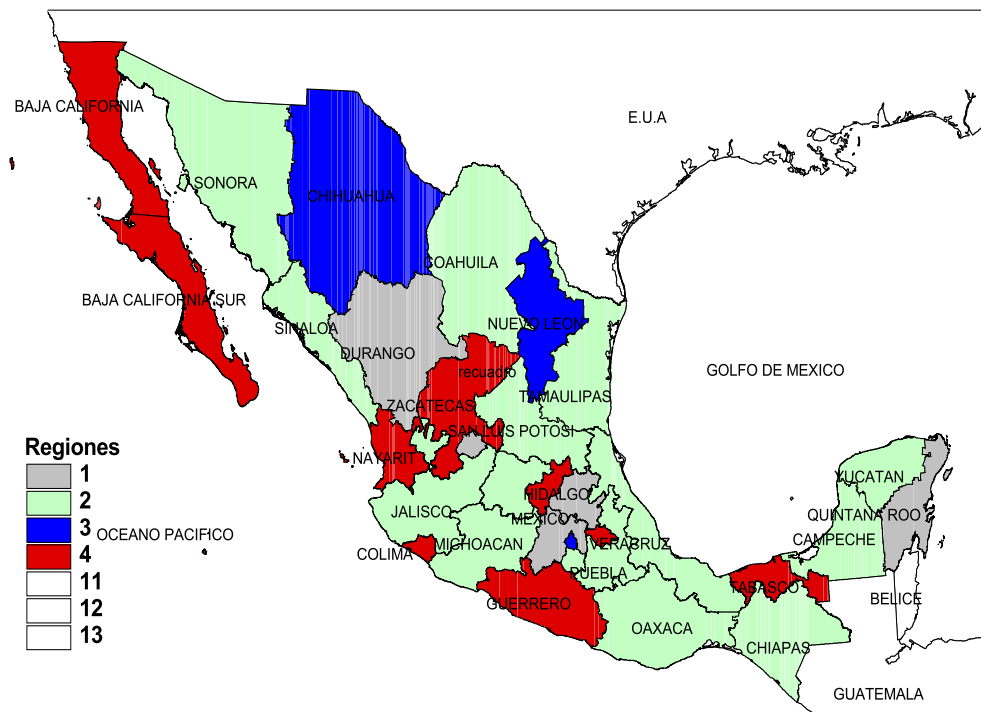 BAJA CALIFORNIA
E.U.A
SONORA
CHIHUAHUA
COAHUILA
BAJA CALIFORNIA SUR
SINALOA
NUEVO LEON
DURANGO
recuadro
GOLFO DE MEXICO
TAMAULIPAS
ZACATECAS
SAN LUIS POTOSI
NAYARIT
YUCATAN
HIDALGO
JALISCO
MEXICO
QUINTANA ROO
OCEANO PACIFICO
CAMPECHE
COLIMA
MICHOACAN
VERACRUZ
PUEBLA
TABASCO
BELICE
GUERRERO
OAXACA
CHIAPAS
GUATEMALA
Regiones
1
2
3
4
11
12
13